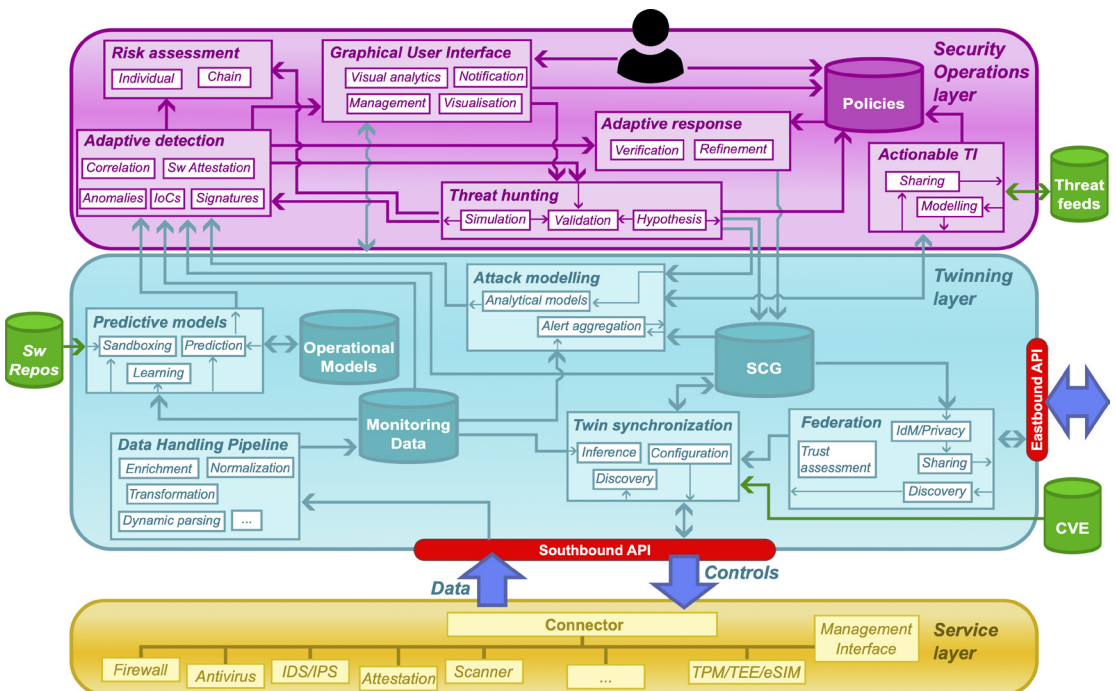 Risk assessment
Individual
Chain
Graphical User Interface
Visual analytics
Notification
Management
Visualisation
Security
Operations
layer
Policies
Adaptive detection
Correlation
Sw Attestation
Anomalies
IoCs
Signatures
Adaptive response
Verification
Refinement
Actionable TI
Sharing
Modelling
Threat
feeds
Threat hunting
Simulation
Validation
Hypothesis
Twinning
layer
Attack modelling
Analytical models
Alert aggregation
Sw
Repos
Predictive models
Sandboxing
Prediction
Learning
Operational
Models
SCG
Eastbound API
Monitoring
Data
Data Handling Pipeline
Enrichment
Normalization
Transformation
Dynamic parsing
...
Twin synchronization
Inference
Configuration
Discovery
Federation
IdM/Privacy
Trust
assessment
Sharing
Discovery
CVE
Southbound API
Data
Controls
Connector
Management
Interface
Service
layer
Firewall
Antivirus
IDS/IPS
Attestation
Scanner
...
TPM/TEE/eSIM